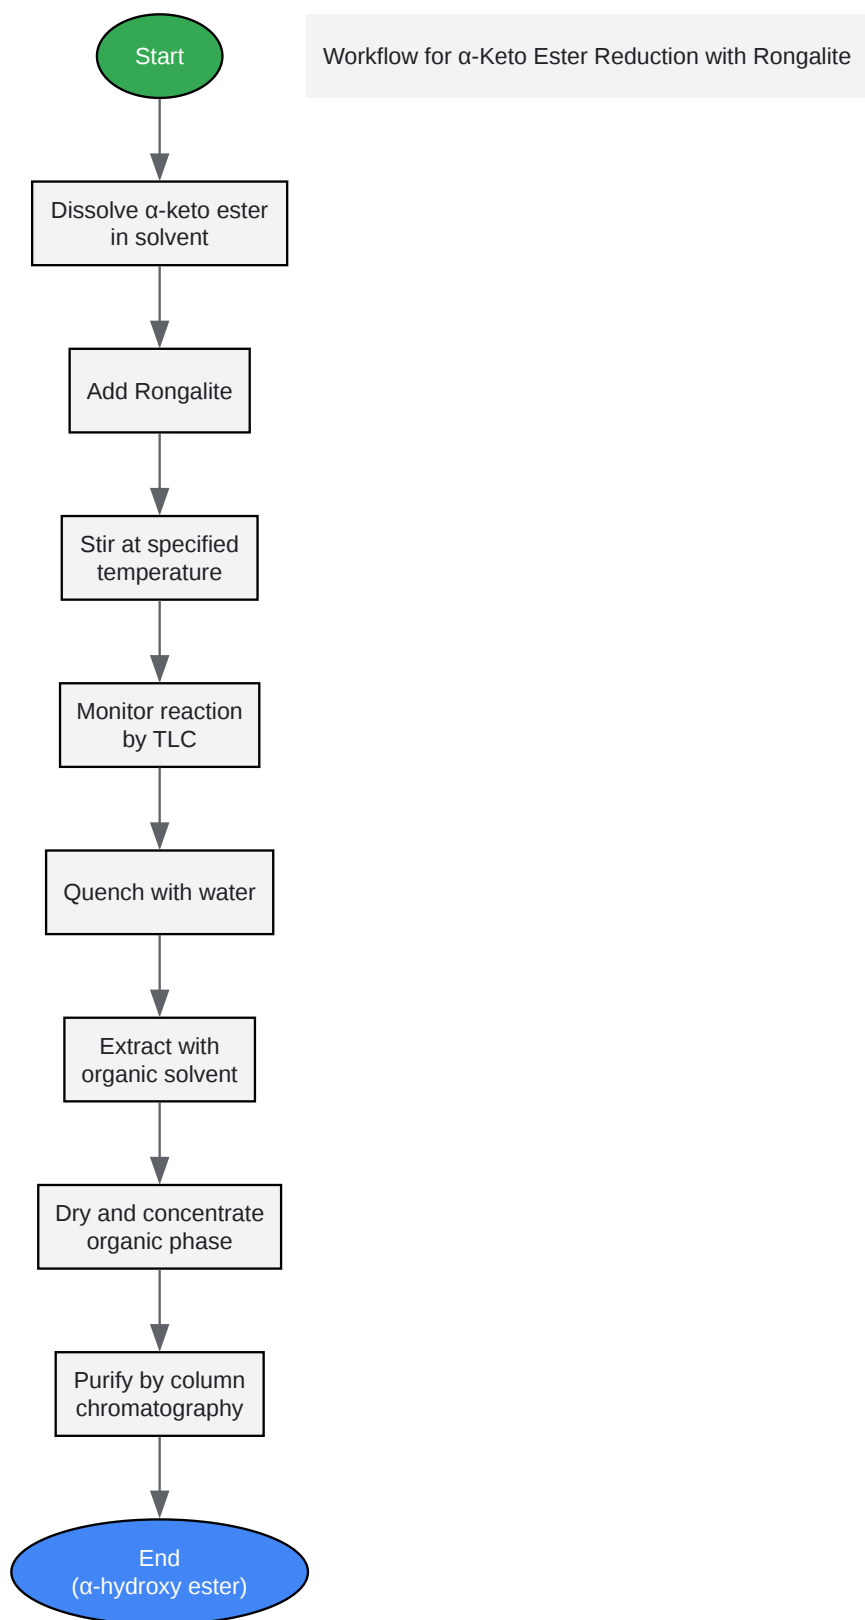 Start
Workflow for α-Keto Ester Reduction with Rongalite
Dissolve α-keto ester
in solvent
Add Rongalite
Stir at specified
temperature
Monitor reaction
by TLC
Quench with water
Extract with
organic solvent
Dry and concentrate
organic phase
Purify by column
chromatography
End
(α-hydroxy ester)